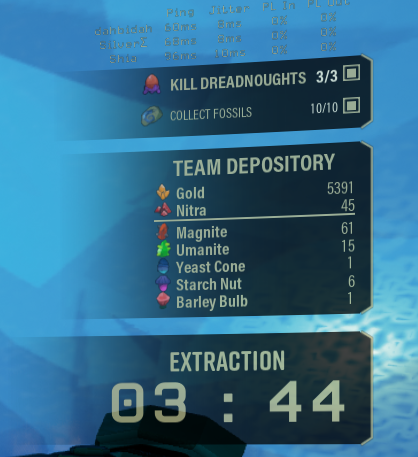 KILL DREADNOUGHTS 3/3
COLLECT FOSSILS 10/10
TEAM DEPOSITORY
Gold 5391
Nitra 45
Magnite 61
Umanite 15
Yeast Cone 1
Starch Nut 6
Barley Bulb 1
EXTRACTION
03 : 44